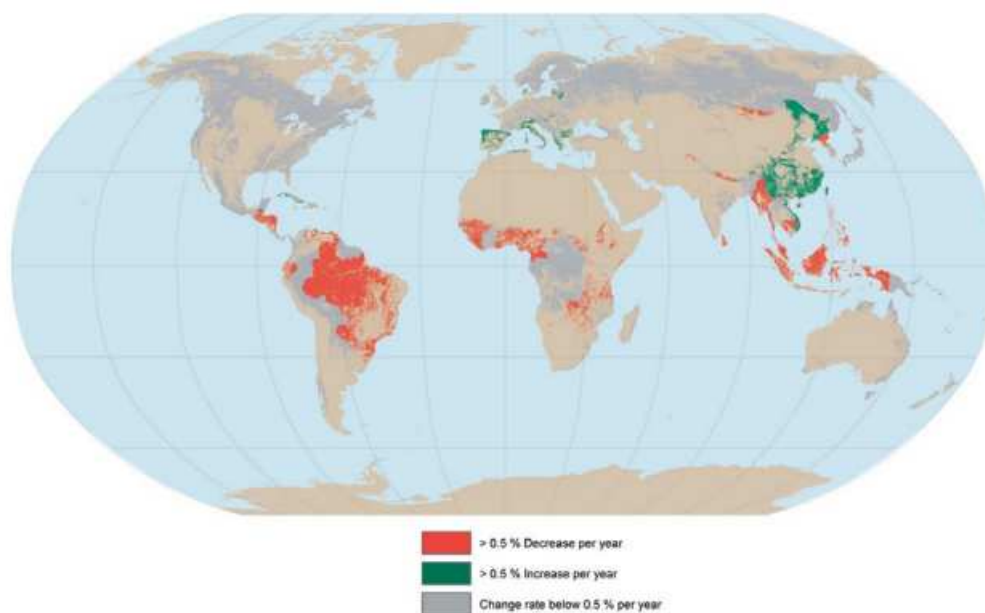 > 0.5 % Decrease per year
> 0.5 % Increase per year
Change rate below 0.5 % per year